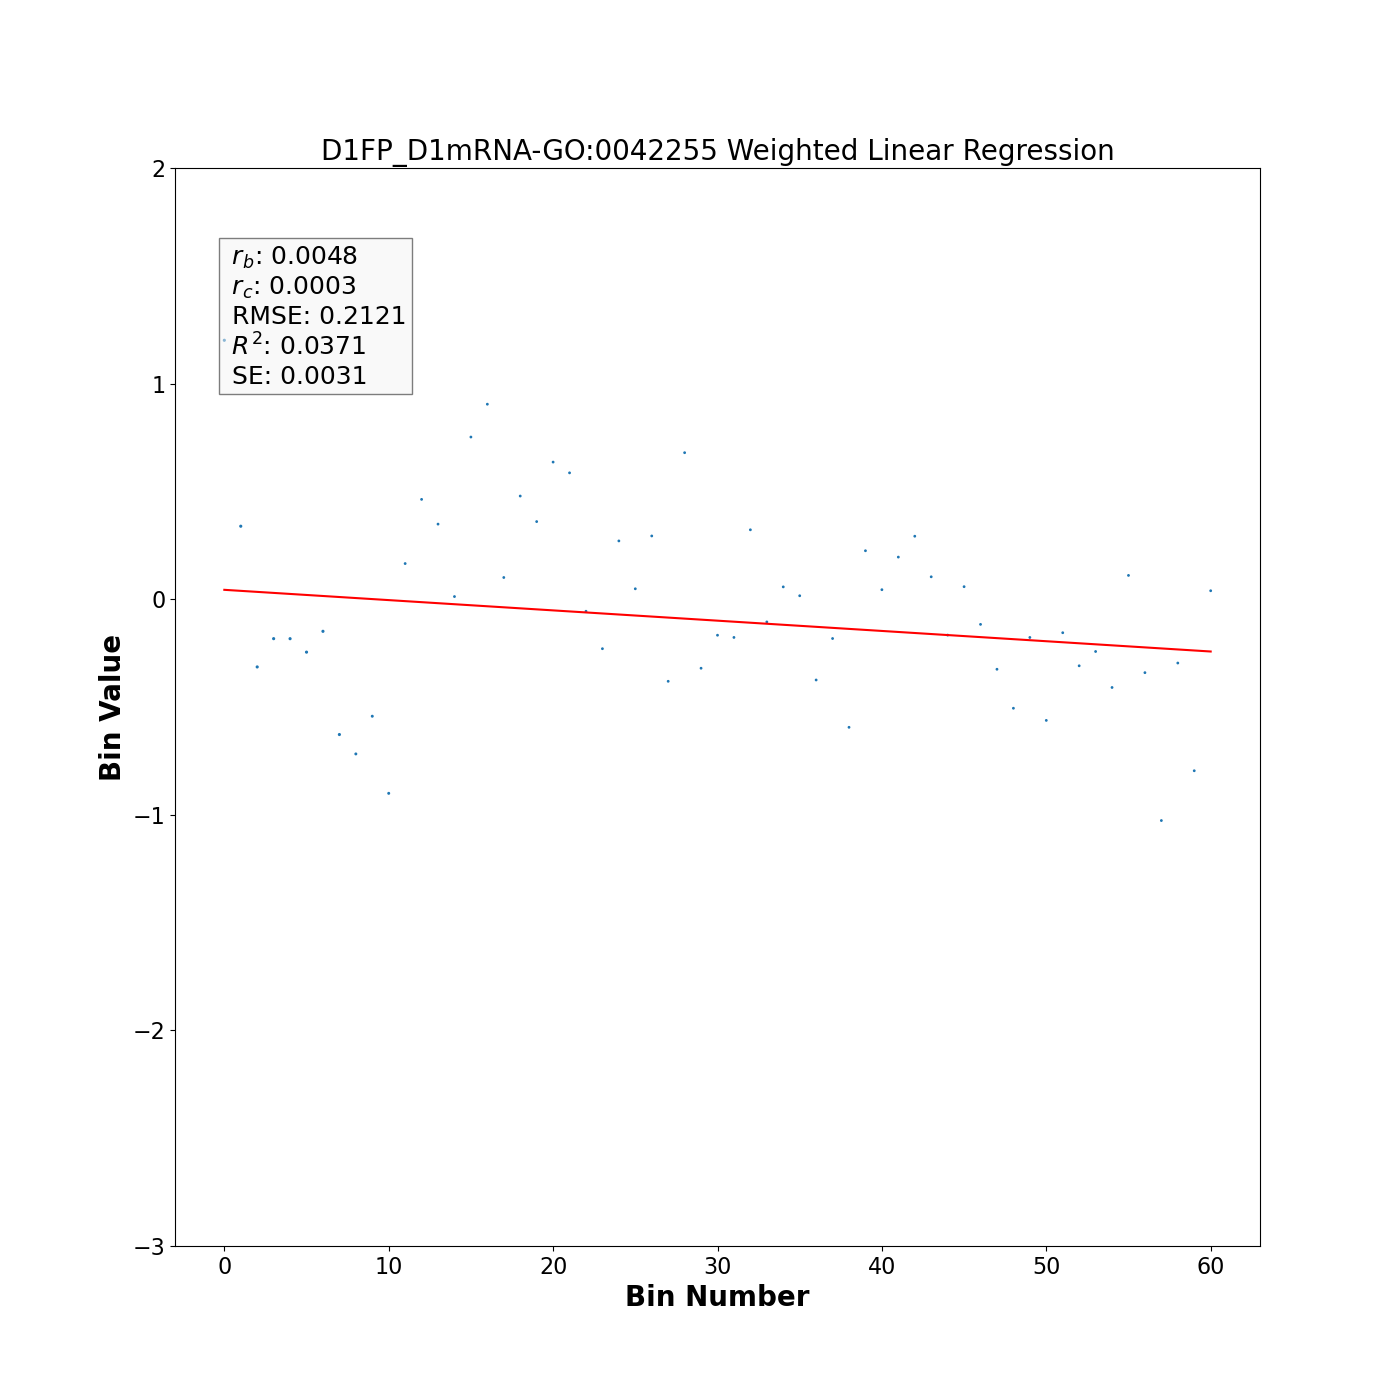 D1FP_D1mRNA-GO:0042255 Weighted Linear Regression
2
1
0
−1
−2
−3
r_b: 0.0048
r_c: 0.0003
RMSE: 0.2121
R²: 0.0371
SE: 0.0031
Bin Value
0 10 20 30 40 50 60
Bin Number